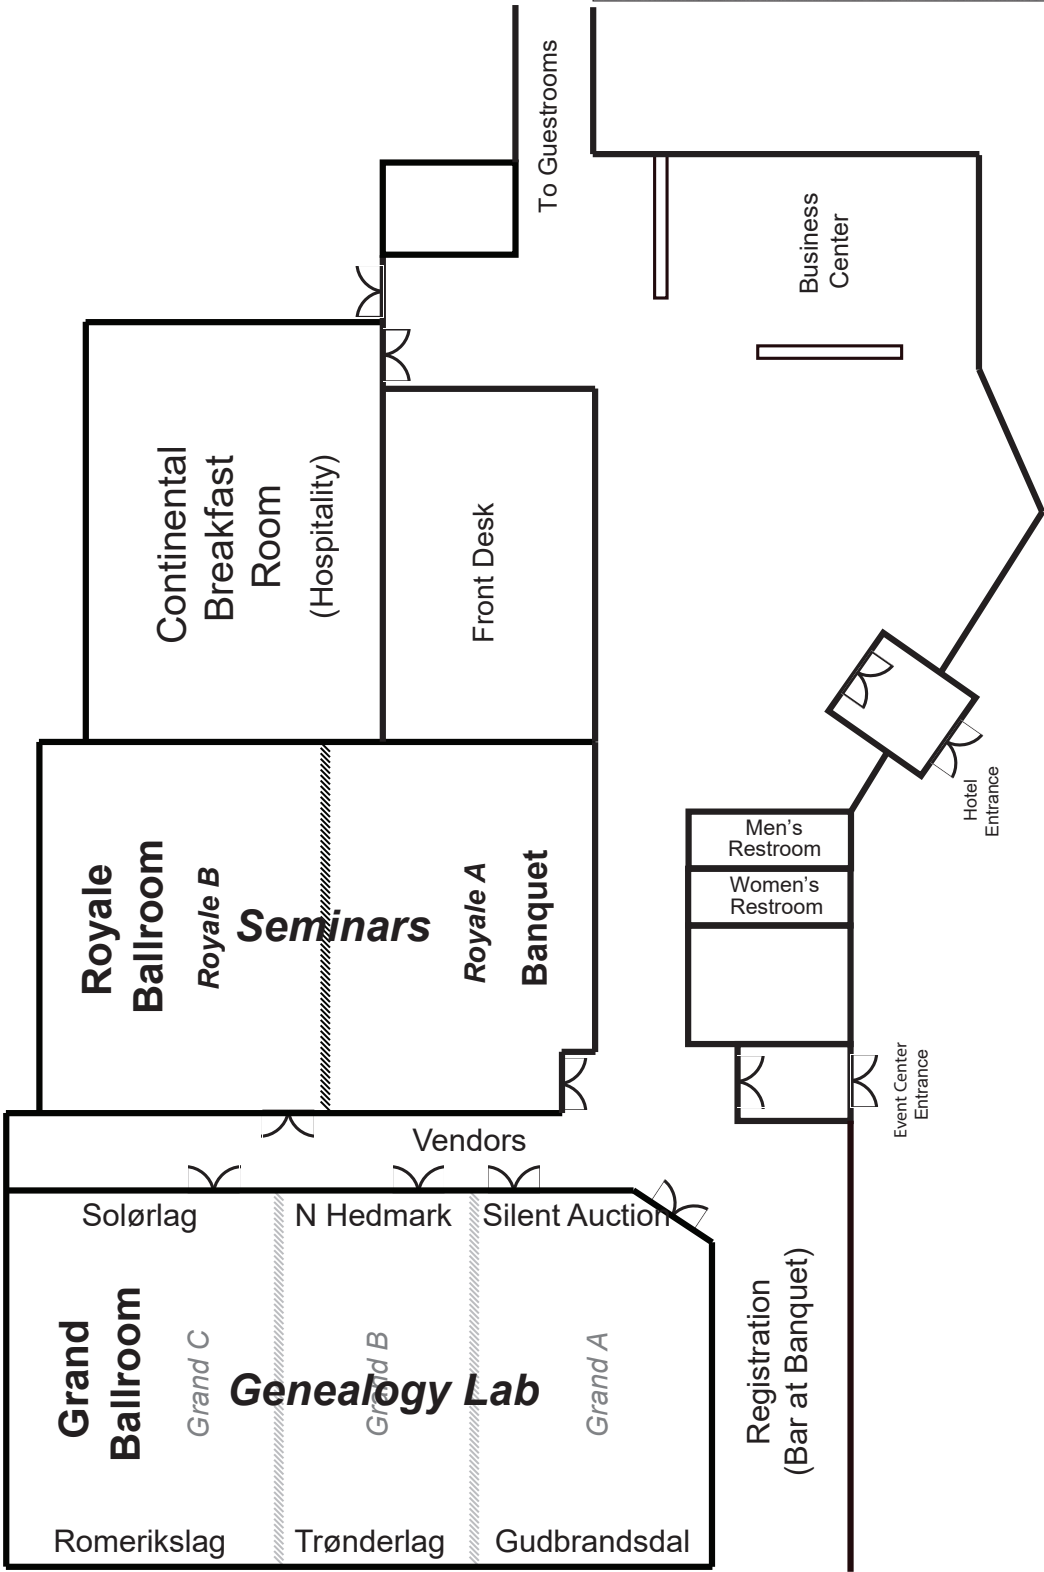 To Guestrooms
Business
Center
Continental
Breakfast
Room
(Hospitality)
Front Desk
Hotel
Entrance
Men's
Restroom
Women's
Restroom
Royale
Ballroom
Royale B
Seminars
Royale A
Banquet
Event Center
Entrance
Vendors
Solørlag
N Hedmark
Silent Auction
Grand
Ballroom
Grand C
Genealogy Lab
Grand B
Grand A
Registration
(Bar at Banquet)
Romerikslag
Trønderlag
Gudbrandsdal